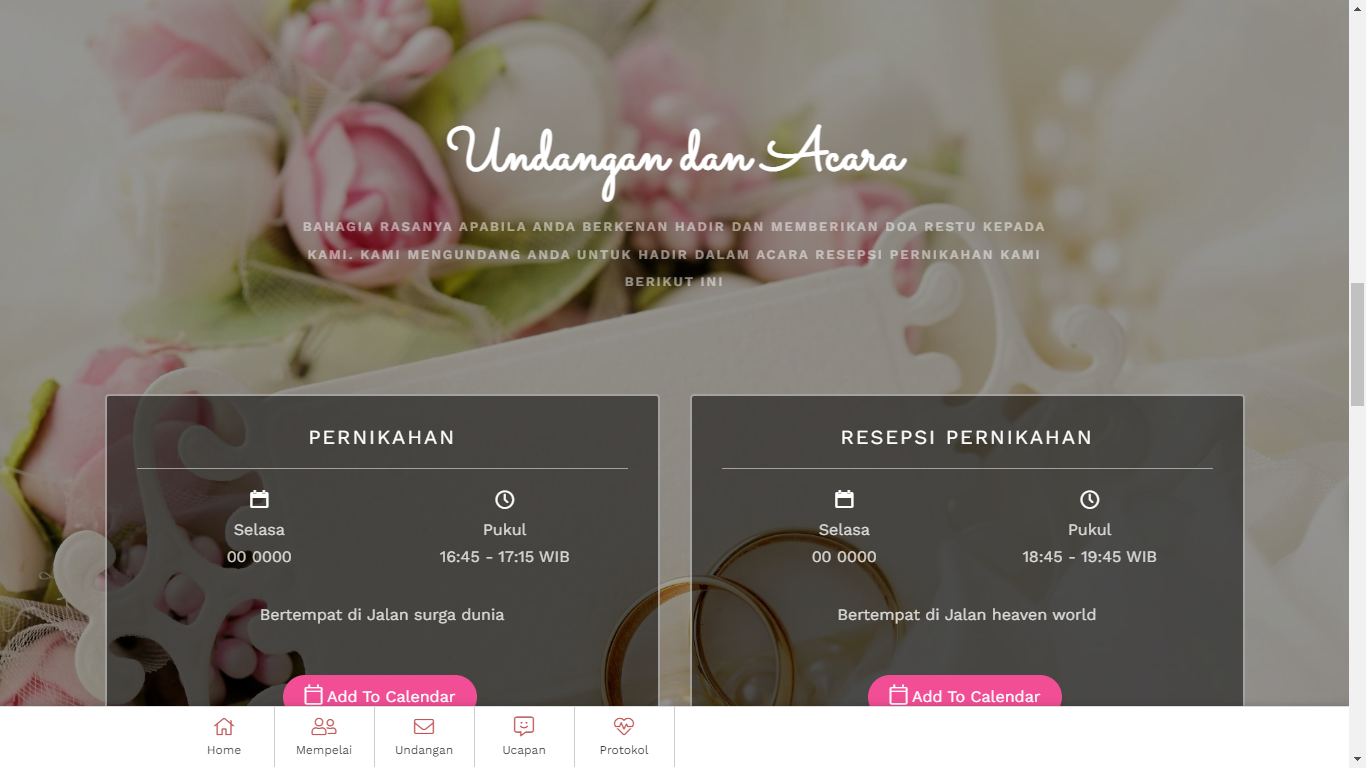 Undangan dan Acara
BAHAGIA RASANYA APABILA ANDA BERKENAN HADIR DAN MEMBERIKAN DOA RESTU KEPADA
KAMI. KAMI MENGUNDANG ANDA UNTUK HADIR DALAM ACARA RESEPSI PERNIKAHAN KAMI
BERIKUT INI
PERNIKAHAN
Selasa
00 0000
Pukul
16:45 - 17:15 WIB
Bertempat di Jalan surga dunia
Add To Calendar
RESEPSI PERNIKAHAN
Selasa
00 0000
Pukul
18:45 - 19:45 WIB
Bertempat di Jalan heaven world
Add To Calendar
Home
Mempelai
Undangan
Ucapan
Protokol